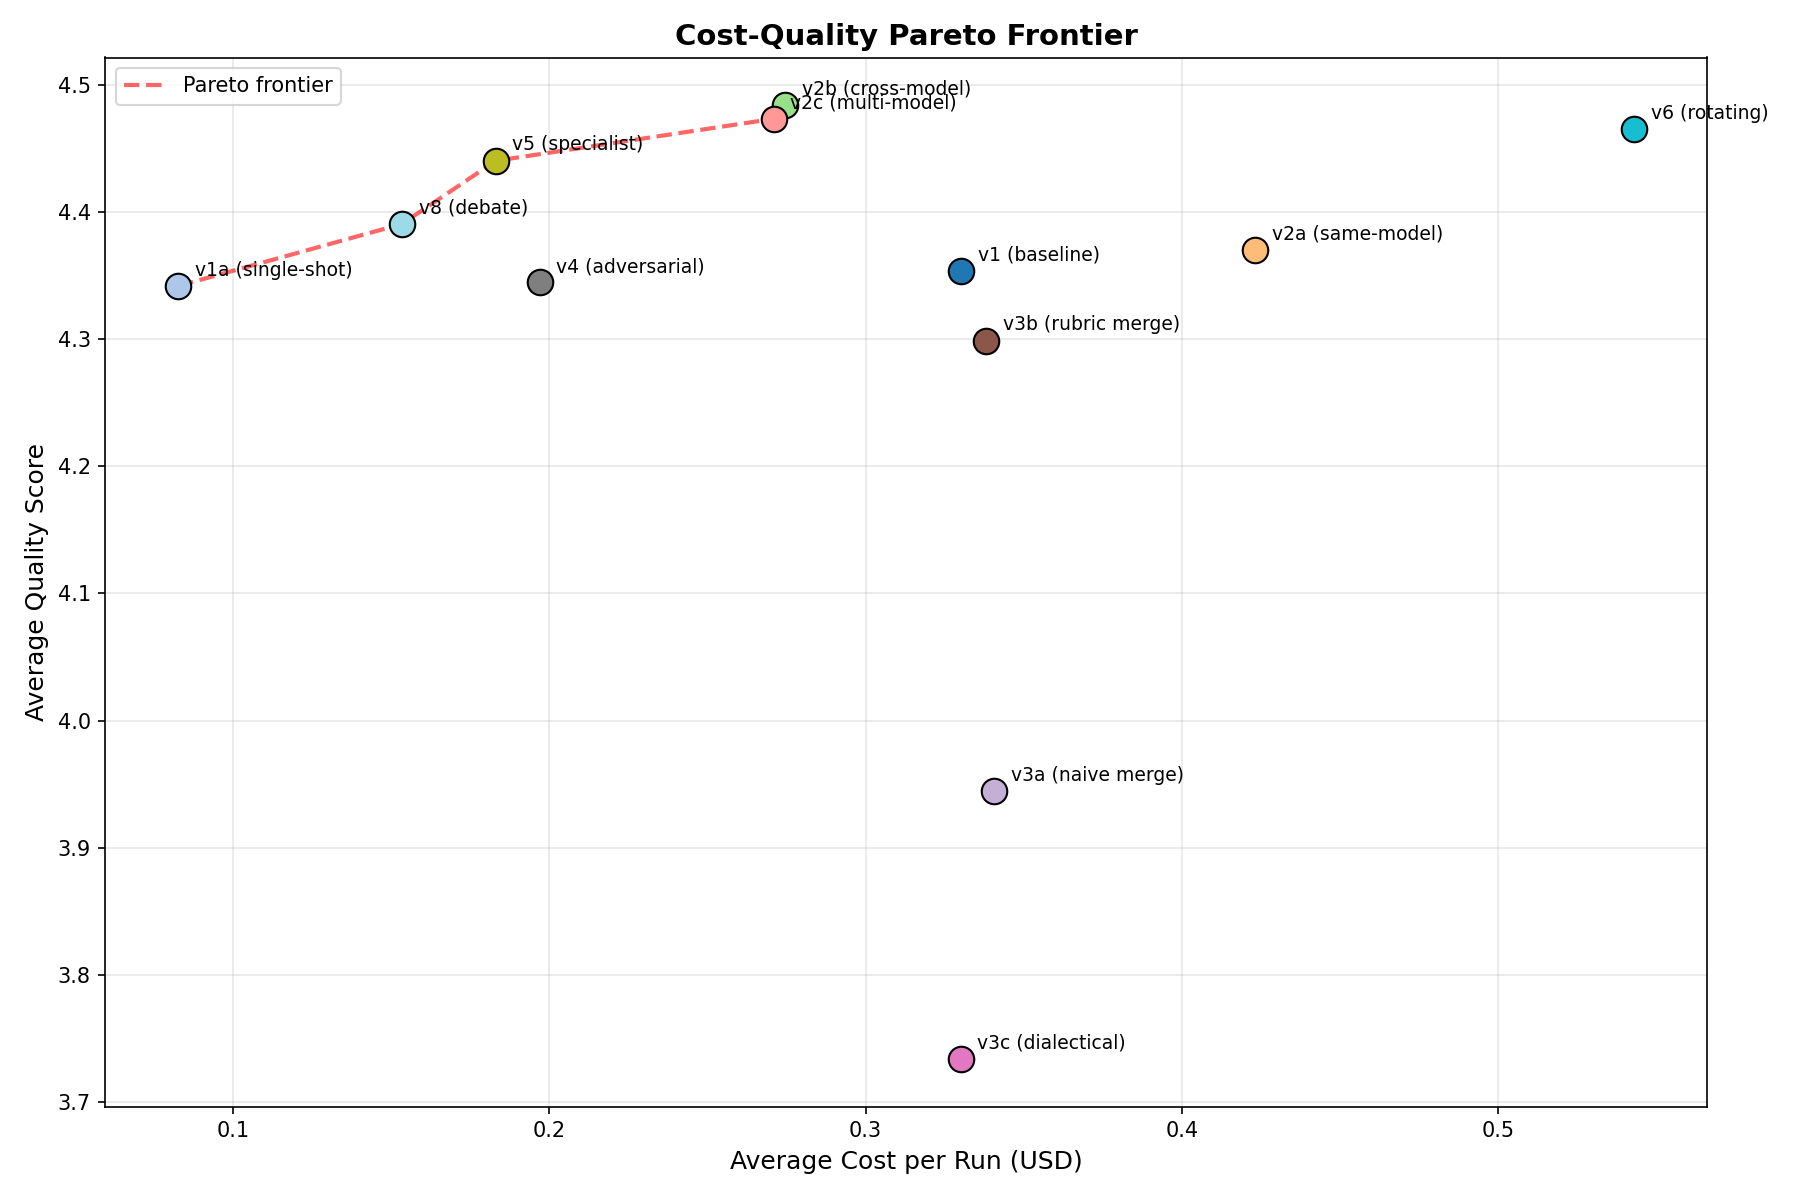 Cost-Quality Pareto Frontier
Pareto frontier
4.5
4.4
4.3
4.2
4.1
4.0
3.9
3.8
3.7
Average Quality Score
v2b (cross-model)
v2c (multi-model)
v6 (rotating)
v5 (specialist)
v8 (debate)
v2a (same-model)
v1 (baseline)
v1a (single-shot)
v4 (adversarial)
v3b (rubric merge)
v3a (naive merge)
v3c (dialectical)
0.1
0.2
0.3
0.4
0.5
Average Cost per Run (USD)